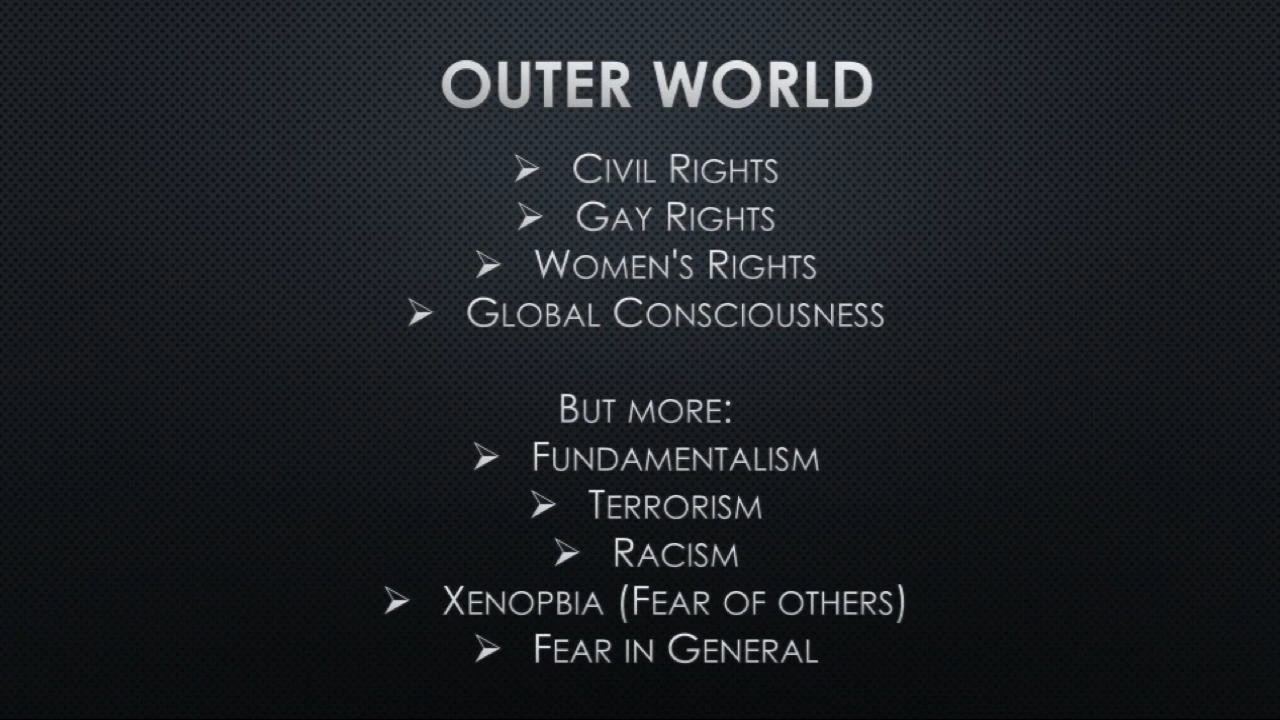 OUTER WORLD
➢ CIVIL RIGHTS
➢ GAY RIGHTS
➢ WOMEN'S RIGHTS
➢ GLOBAL CONSCIOUSNESS
BUT MORE:
➢ FUNDAMENTALISM
➢ TERRORISM
➢ RACISM
➢ XENOPBIA (FEAR OF OTHERS)
➢ FEAR IN GENERAL